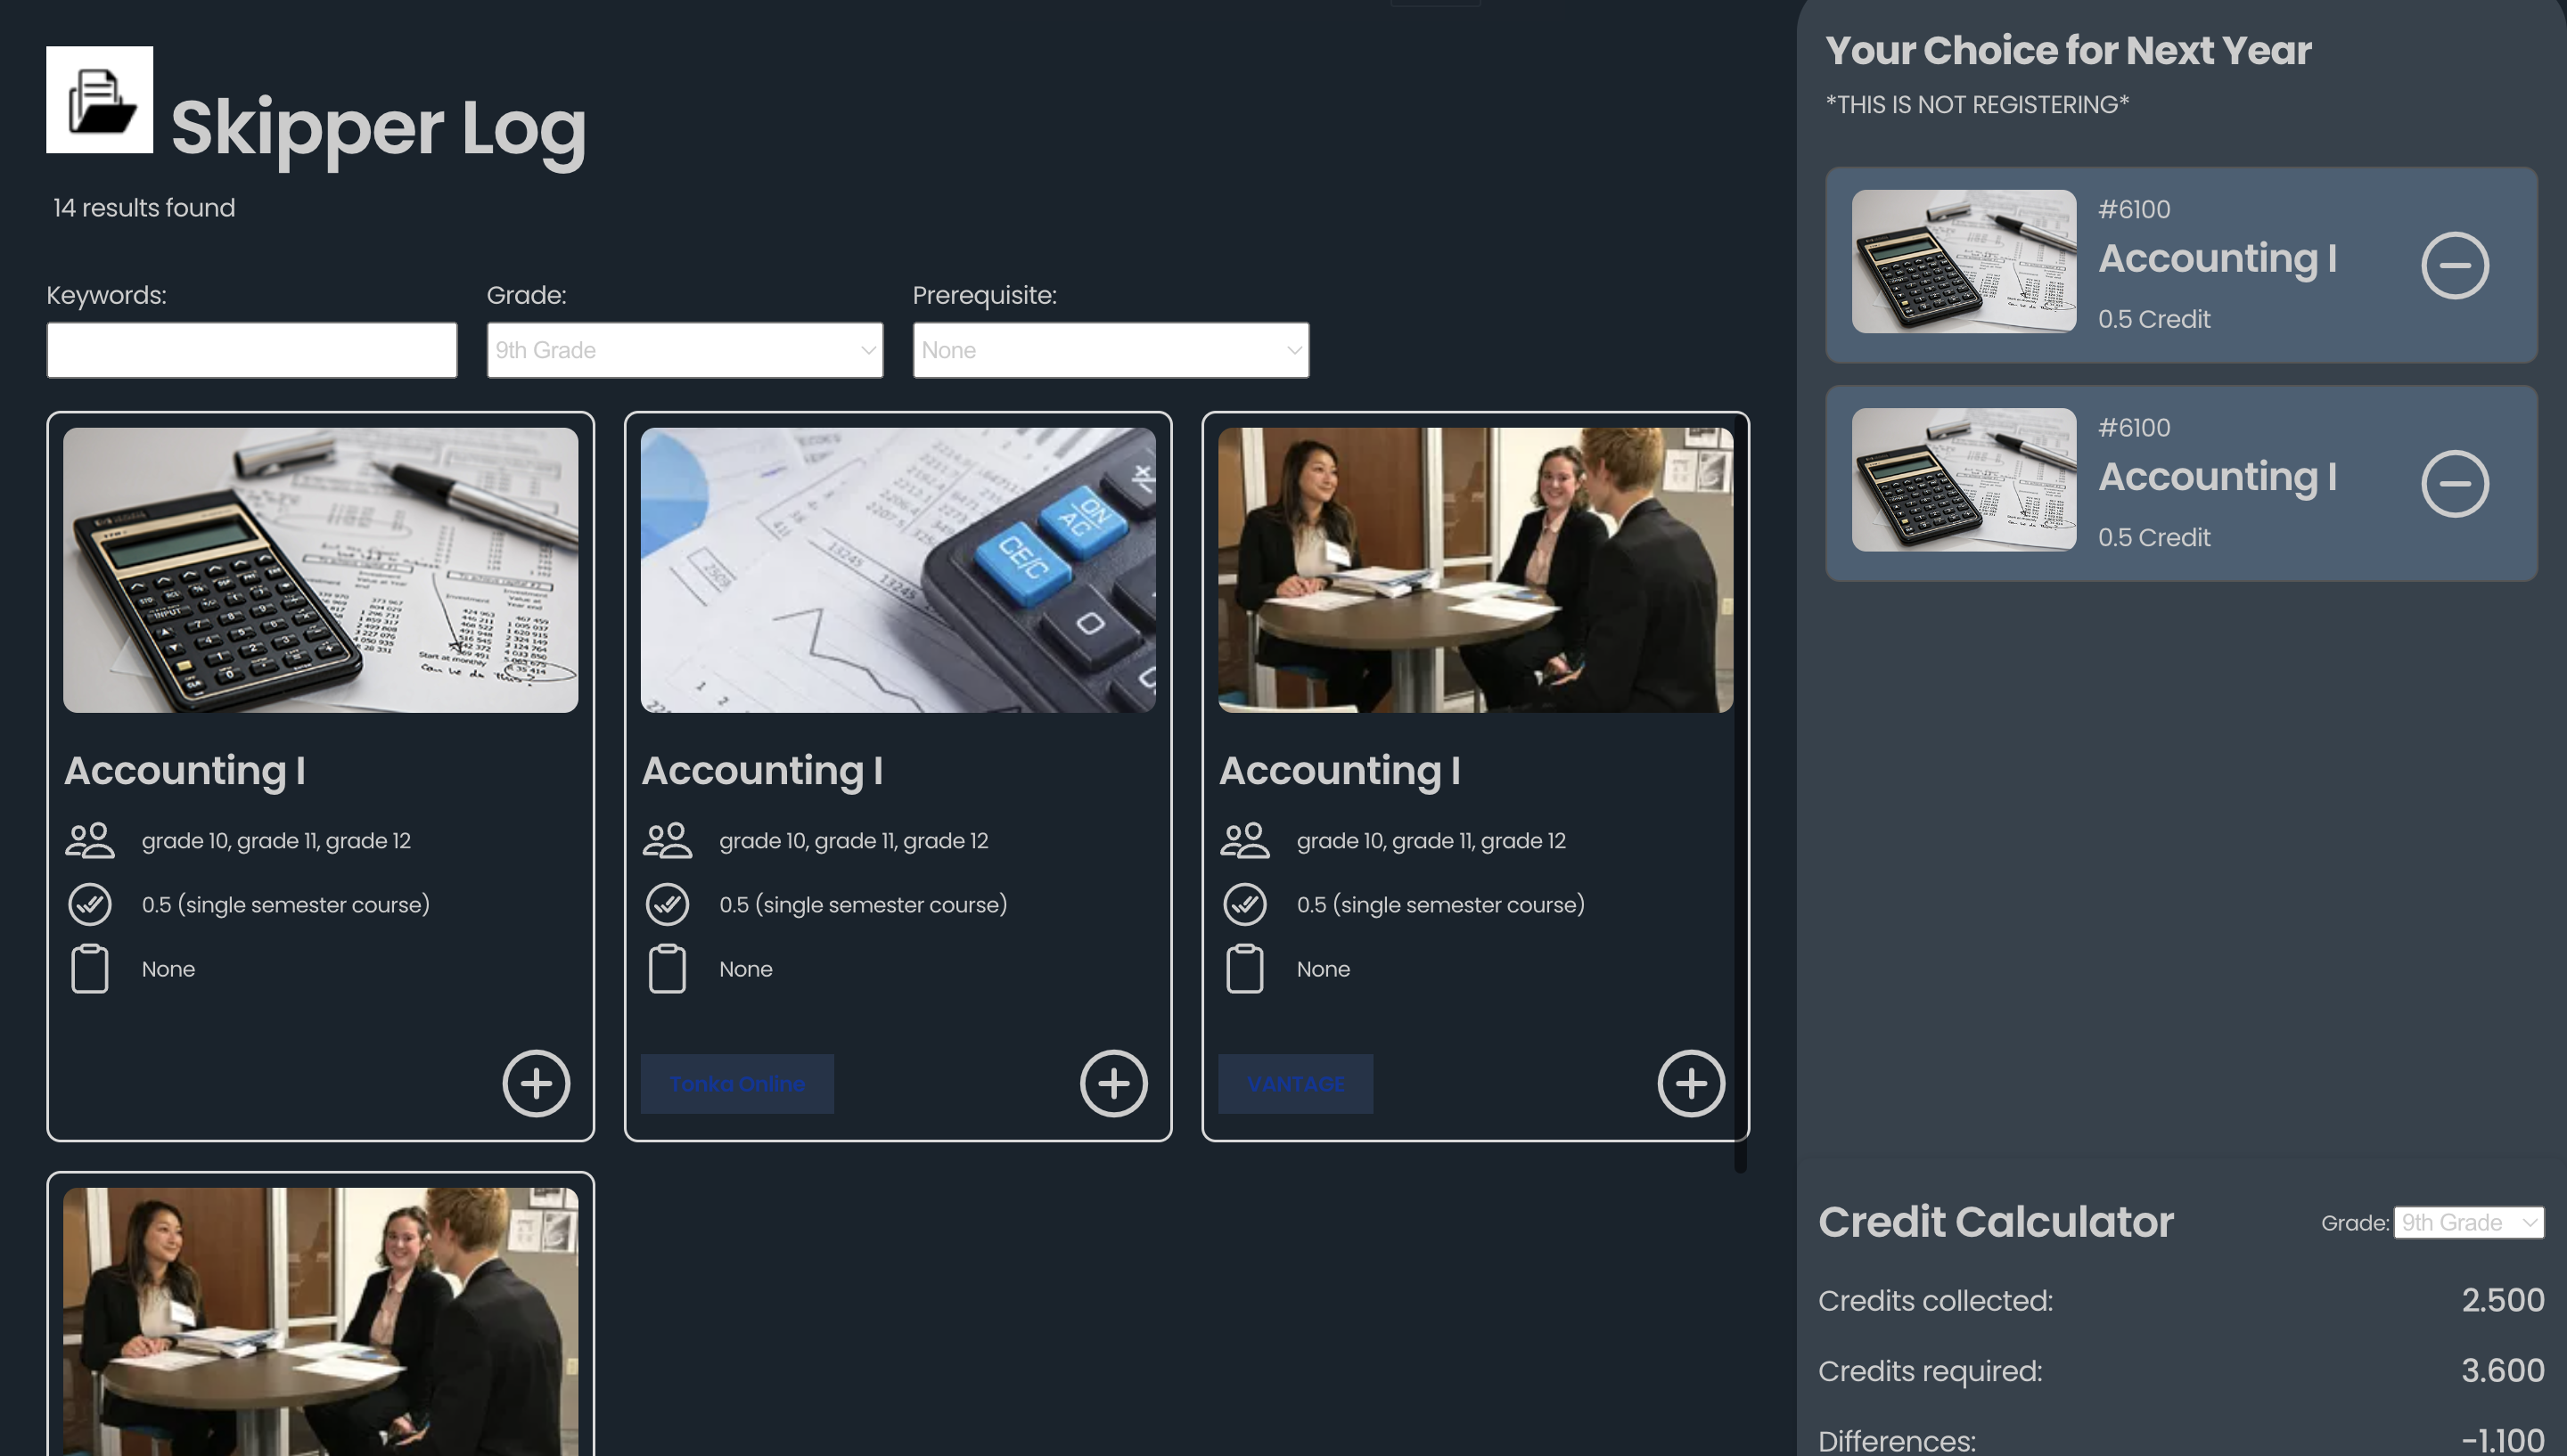 Skipper Log
14 results found
Keywords:
Grade:
Prerequisite:
9th Grade
None
Accounting I
grade 10, grade 11, grade 12
0.5 (single semester course)
None
Accounting I
grade 10, grade 11, grade 12
0.5 (single semester course)
None
Tonka Online
Accounting I
grade 10, grade 11, grade 12
0.5 (single semester course)
None
VANTAGE
Your Choice for Next Year
*THIS IS NOT REGISTERING*
#6100
Accounting I
0.5 Credit
#6100
Accounting I
0.5 Credit
Credit Calculator
Grade: 9th Grade
Credits collected: 2.500
Credits required: 3.600
Differences: -1.100